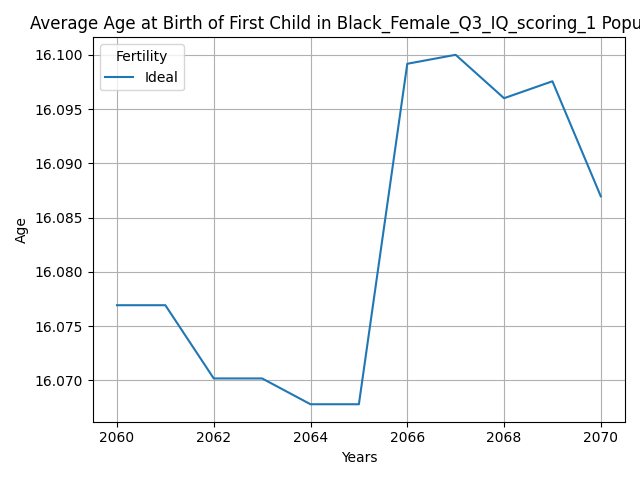 Average Age at Birth of First Child in Black_Female_Q3_IQ_scoring_1 Popu
Fertility
Ideal
16.100
16.095
16.090
16.085
16.080
16.075
16.070
Age
2060 2062 2064 2066 2068 2070
Years